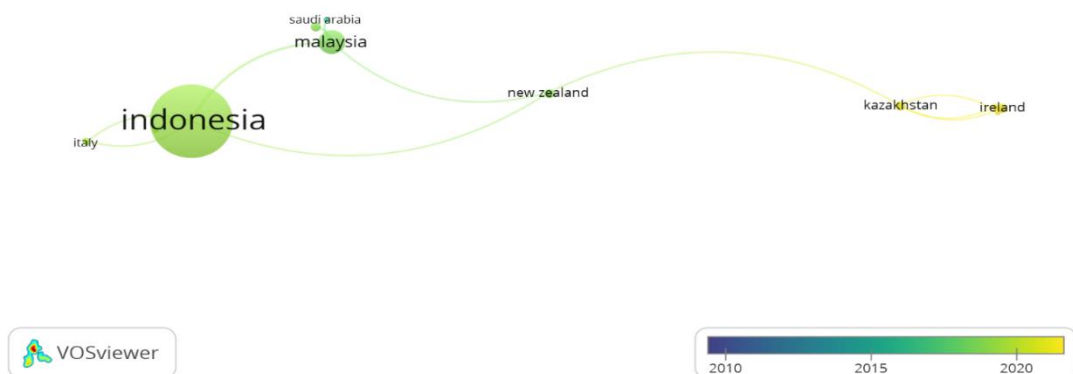 saudi arabia
malaysia
new zealand
kazakhstan
ireland
indonesia
italy
VOSviewer
2010
2015
2020